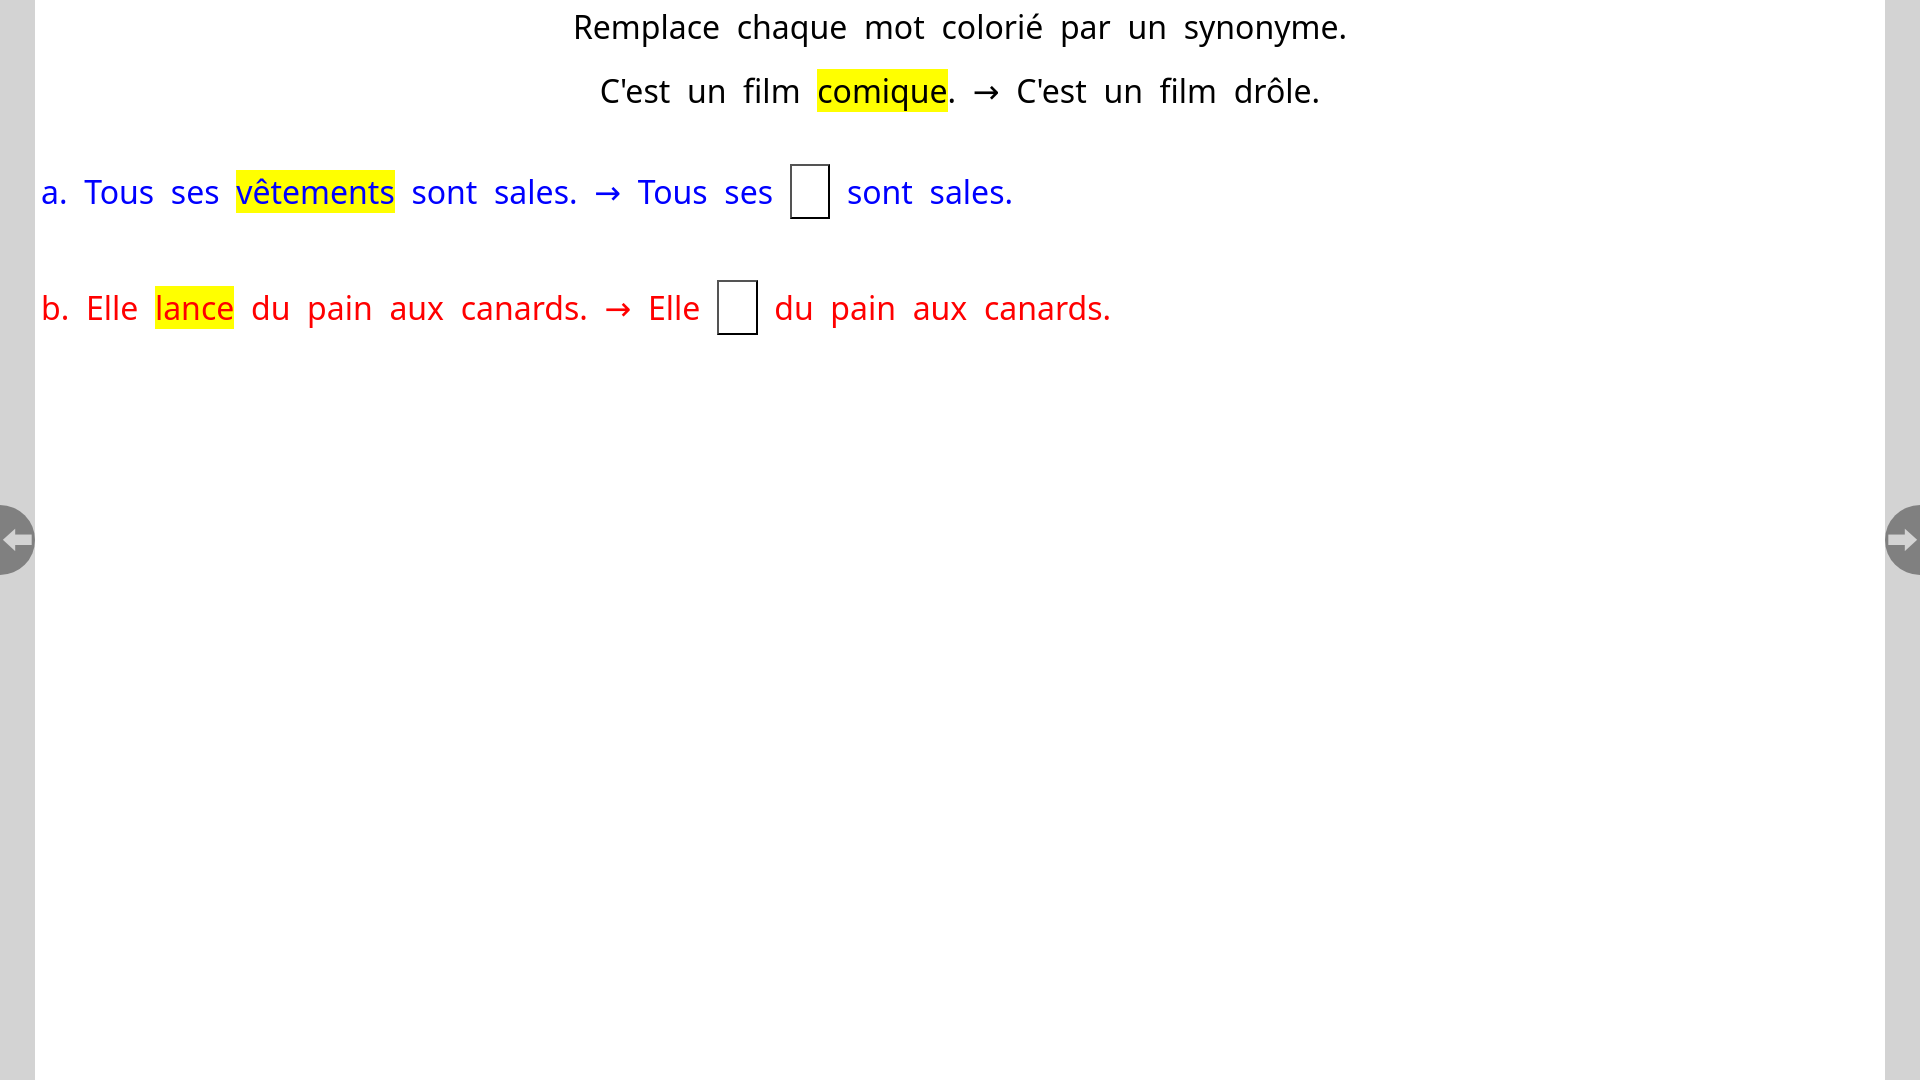 Remplace chaque mot colorié par un synonyme.
C'est un film comique. → C'est un film drôle.
a. Tous ses vêtements sont sales. → Tous ses sont sales.
b. Elle lance du pain aux canards. → Elle du pain aux canards.